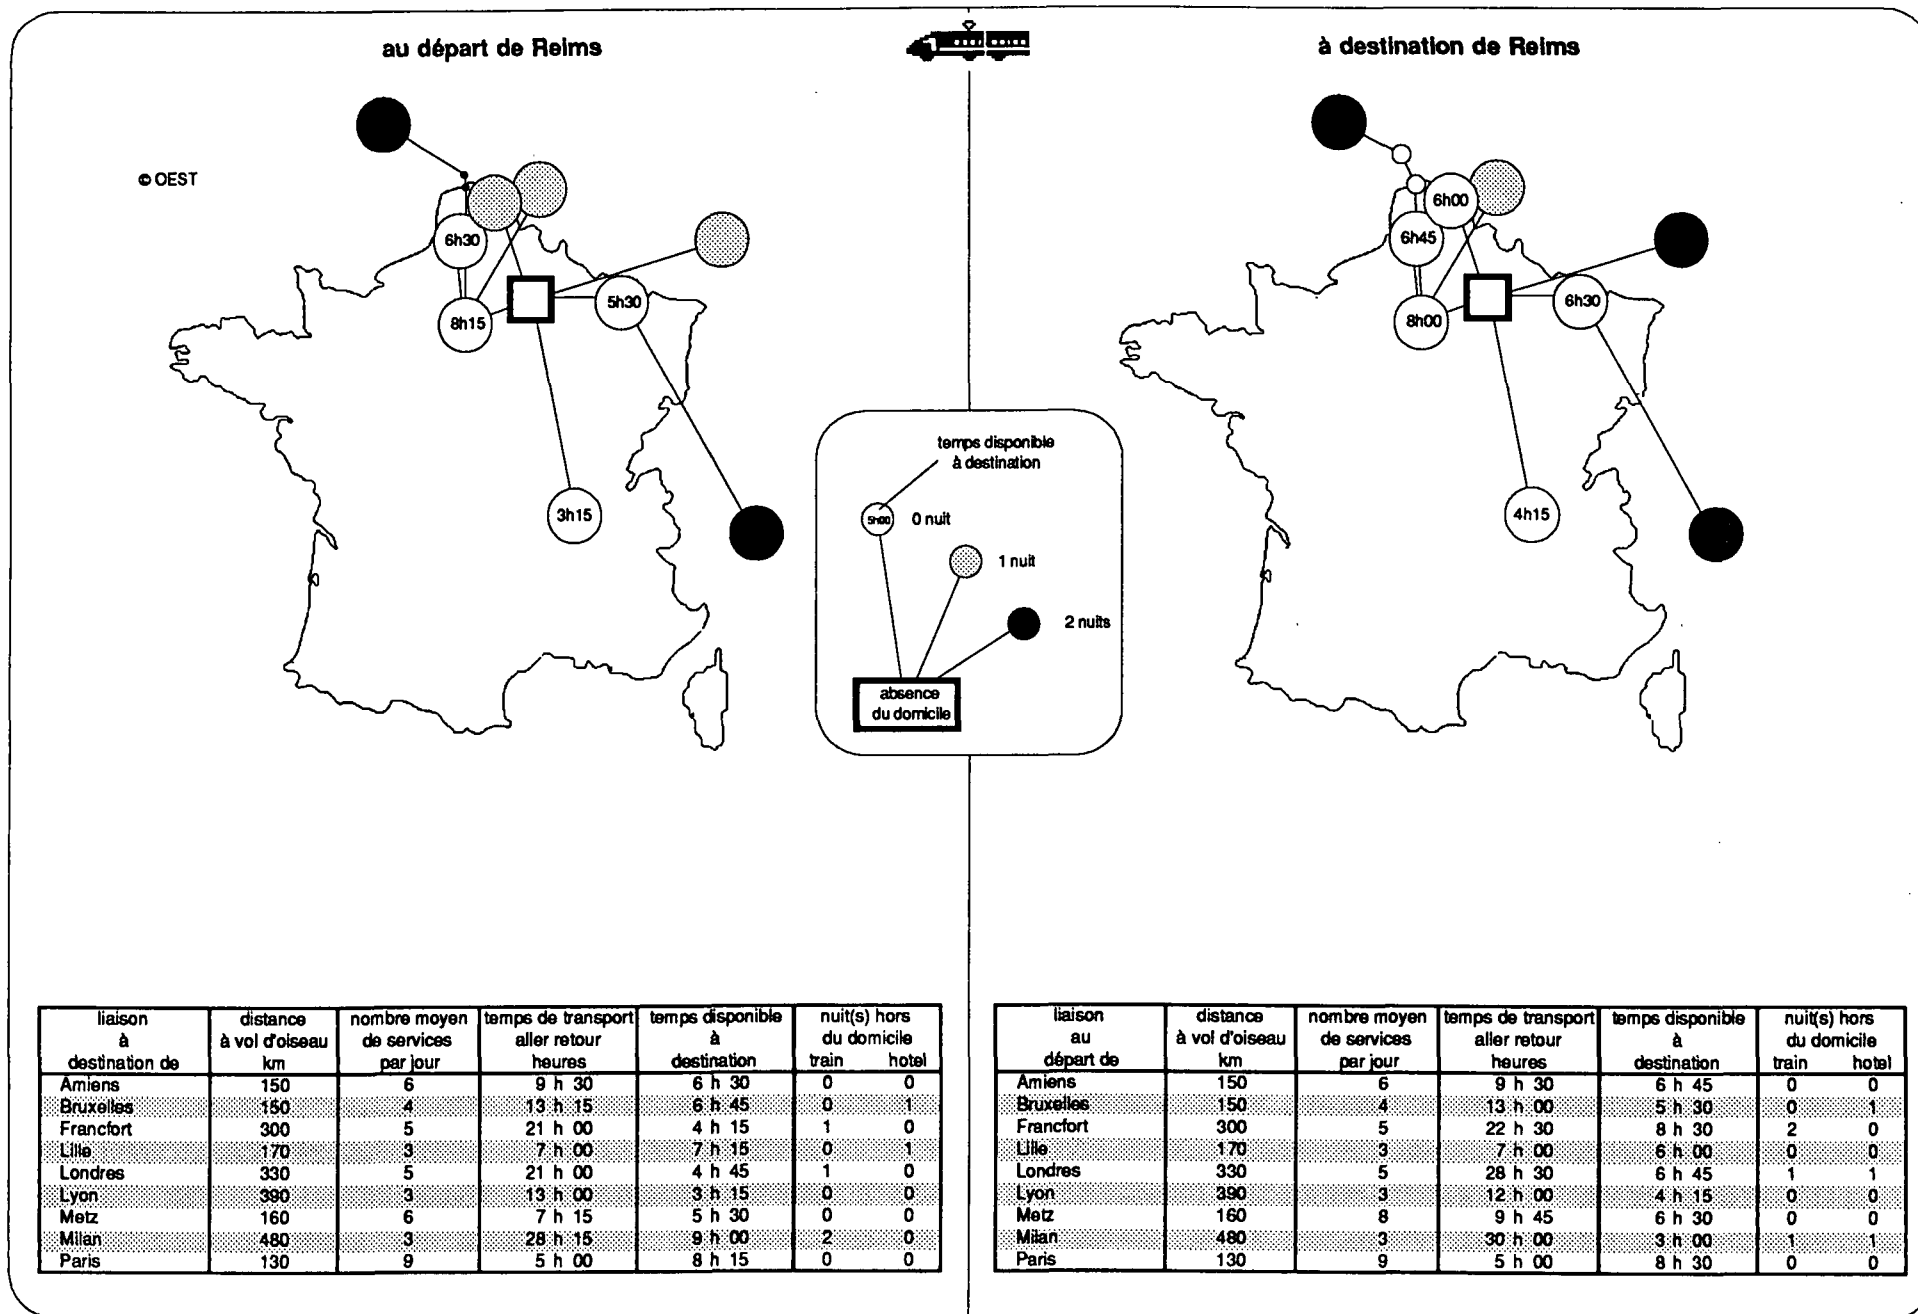 au départ de Reims
à destination de Reims
© OEST
6h30
8h15
5h30
3h15
6h00
6h45
8h00
6h30
4h15
temps disponible
à destination
5h00
0 nuit
1 nuit
2 nuits
absence
du domicile
liaison à destination de | distance à vol d'oiseau km | nombre moyen de services par jour | temps de transport aller retour heures | temps disponible à destination | nuit(s) hors du domicile train hotel
Amiens 150 6 9 h 30 6 h 30 0 0
Bruxelles 150 4 13 h 15 6 h 45 0 1
Francfort 300 5 21 h 00 4 h 15 1 0
Lille 170 3 7 h 00 7 h 15 0 1
Londres 330 5 21 h 00 4 h 45 1 0
Lyon 390 3 13 h 00 3 h 15 0 0
Metz 160 6 7 h 15 5 h 30 0 0
Milan 480 3 28 h 15 9 h 00 2 0
Paris 130 9 5 h 00 8 h 15 0 0
liaison au départ de | distance à vol d'oiseau km | nombre moyen de services par jour | temps de transport aller retour heures | temps disponible à destination | nuit(s) hors du domicile train hotel
Amiens 150 6 9 h 30 6 h 45 0 0
Bruxelles 150 4 13 h 00 5 h 30 0 1
Francfort 300 5 22 h 30 8 h 30 2 0
Lille 170 3 7 h 00 6 h 00 0 0
Londres 330 5 28 h 30 6 h 45 1 1
Lyon 390 3 12 h 00 4 h 15 0 0
Metz 160 8 9 h 45 6 h 30 0 0
Milan 480 3 30 h 00 3 h 00 1 1
Paris 130 9 5 h 00 8 h 30 0 0